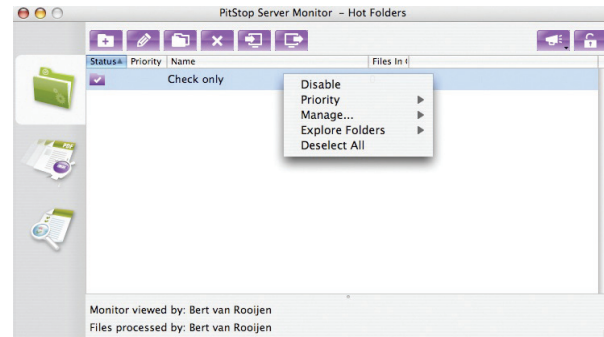 PitStop Server Monitor - Hot Folders
Status Priority Name Files In
Check only
Disable
Priority
Manage...
Explore Folders
Deselect All
Monitor viewed by: Bert van Rooijen
Files processed by: Bert van Rooijen